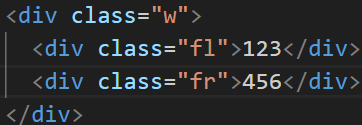 <div class="w">
  <div class="fl">123</div>
  <div class="fr">456</div>
</div>